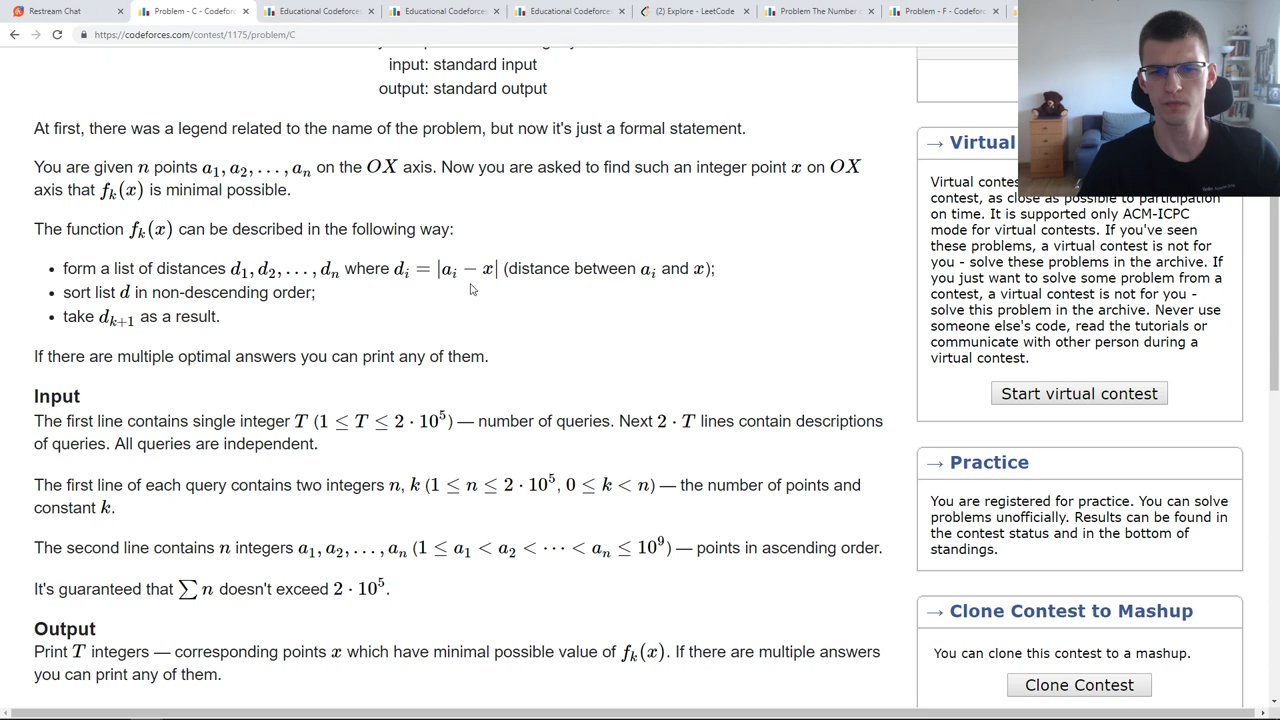 Restream Chat
Problem - C - Codeforc
Educational Codeforces
Educational Codeforces
Educational Codeforces
(2) Explore - LeetCode
Problem The Number o
Problem - F - Codeforc
https://codeforces.com/contest/1175/problem/C
input: standard input
output: standard output
At first, there was a legend related to the name of the problem, but now it's just a formal statement.
You are given n points a₁, a₂, . . . , aₙ on the OX axis. Now you are asked to find such an integer point x on OX
axis that fₖ(x) is minimal possible.
The function fₖ(x) can be described in the following way:
• form a list of distances d₁, d₂, . . . , dₙ where dᵢ = |aᵢ − x| (distance between aᵢ and x);
• sort list d in non-descending order;
• take dₖ₊₁ as a result.
If there are multiple optimal answers you can print any of them.
Input
The first line contains single integer T (1 ≤ T ≤ 2 · 10⁵) — number of queries. Next 2 · T lines contain descriptions
of queries. All queries are independent.
The first line of each query contains two integers n, k (1 ≤ n ≤ 2 · 10⁵, 0 ≤ k < n) — the number of points and
constant k.
The second line contains n integers a₁, a₂, . . . , aₙ (1 ≤ a₁ < a₂ < ⋯ < aₙ ≤ 10⁹) — points in ascending order.
It's guaranteed that ∑ n doesn't exceed 2 · 10⁵.
Output
Print T integers — corresponding points x which have minimal possible value of fₖ(x). If there are multiple answers
you can print any of them.
→ Virtual
Virtual contes
contest, as close as possible to participation
on time. It is supported only ACM-ICPC
mode for virtual contests. If you've seen
these problems, a virtual contest is not for
you - solve these problems in the archive. If
you just want to solve some problem from a
contest, a virtual contest is not for you -
solve this problem in the archive. Never use
someone else's code, read the tutorials or
communicate with other person during a
virtual contest.
Start virtual contest
→ Practice
You are registered for practice. You can solve
problems unofficially. Results can be found in
the contest status and in the bottom of
standings.
→ Clone Contest to Mashup
You can clone this contest to a mashup.
Clone Contest